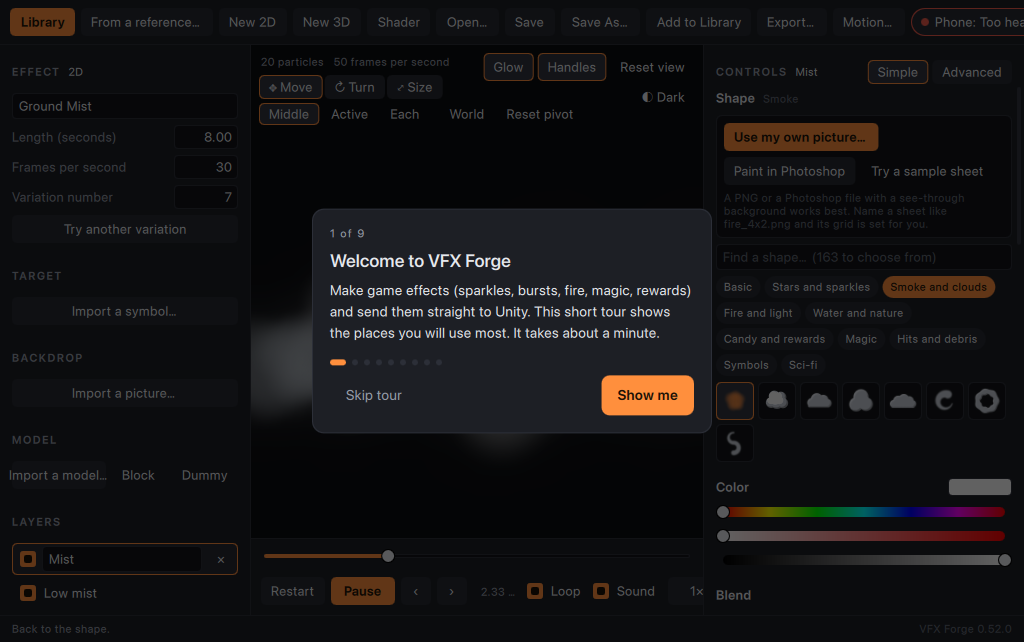 Library
From a reference...
New 2D
New 3D
Shader
Open...
Save
Save As...
Add to Library
Export...
Motion...
Phone: Too
EFFECT 2D
Ground Mist
Length (seconds) 8.00
Frames per second 30
Variation number 7
Try another variation
TARGET
Import a symbol...
BACKDROP
Import a picture...
MODEL
Import a model...
Block
Dummy
LAYERS
Mist ×
Low mist
20 particles 50 frames per second
Glow
Handles
Reset view
Move
Turn
Size
Dark
Middle
Active
Each
World
Reset pivot
1 of 9
Welcome to VFX Forge
Make game effects (sparkles, bursts, fire, magic, rewards)
and send them straight to Unity. This short tour shows
the places you will use most. It takes about a minute.
Skip tour
Show me
Restart
Pause
‹
›
2.33 ...
Loop
Sound
1×
CONTROLS Mist
Simple
Advanced
Shape Smoke
Use my own picture...
Paint in Photoshop
Try a sample sheet
A PNG or a Photoshop file with a see-through
background works best. Name a sheet like
fire_4x2.png and its grid is set for you.
Find a shape... (163 to choose from)
Basic
Stars and sparkles
Smoke and clouds
Fire and light
Water and nature
Candy and rewards
Magic
Hits and debris
Symbols
Sci-fi
Color
Blend
Back to the shape.
VFX Forge 0.52.0